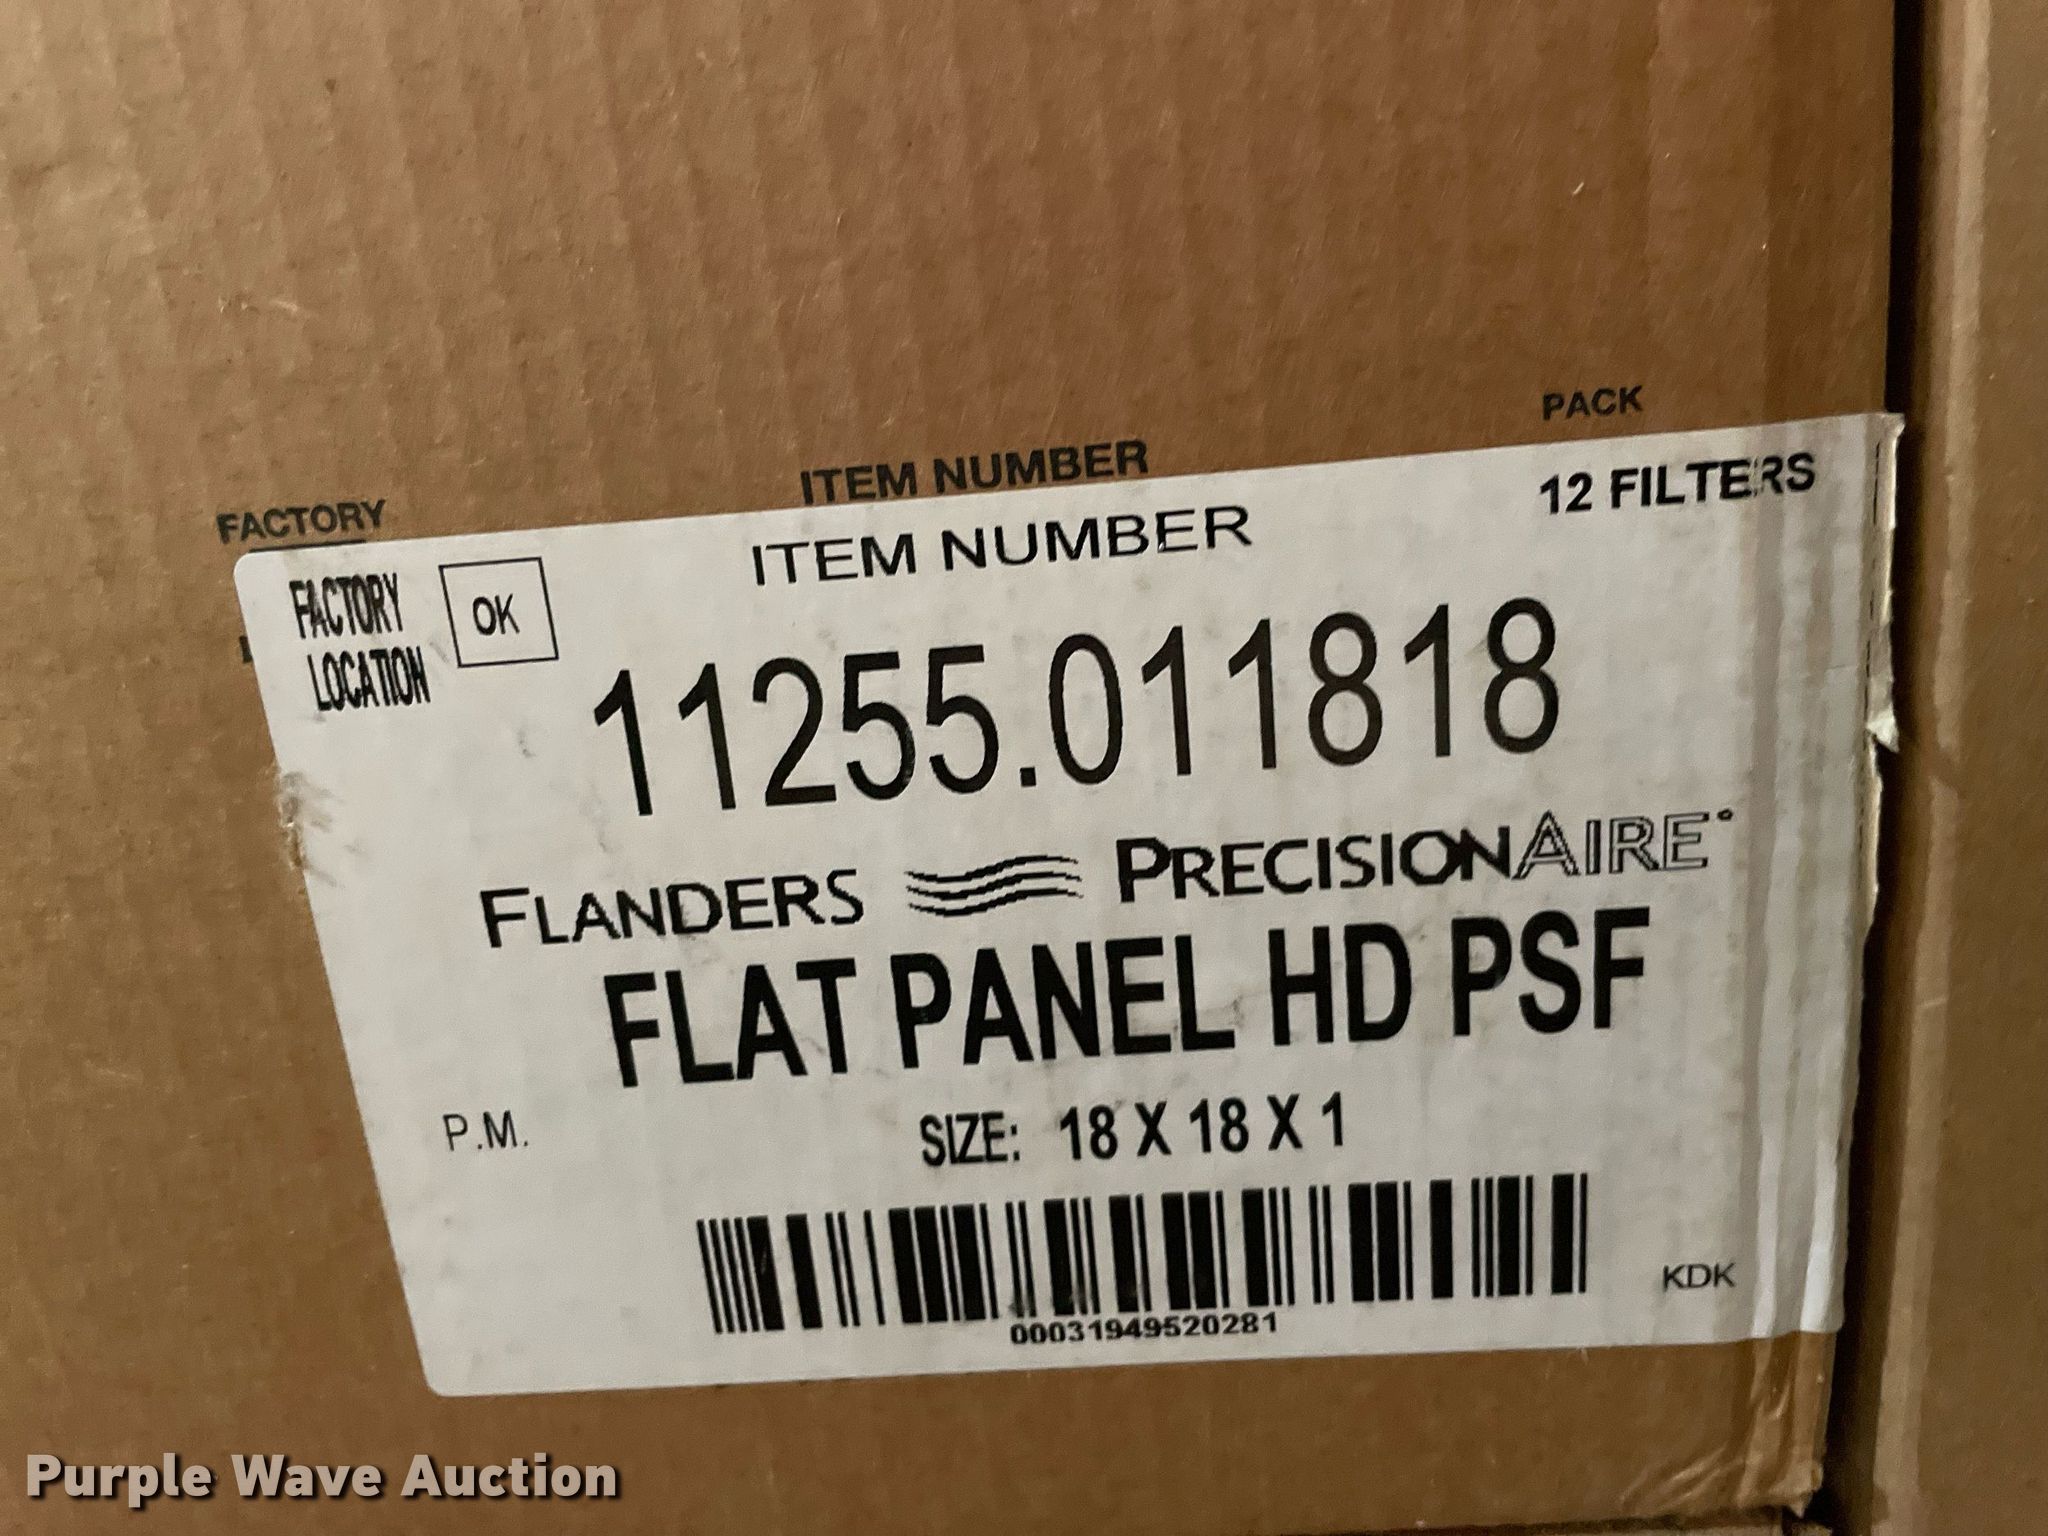 PACK
ITEM NUMBER
FACTORY
12 FILTERS
ITEM NUMBER
FACTORY
LOCATION
OK
11255.011818
FLANDERS PRECISIONAIRE
FLAT PANEL HD PSF
P.M.
SIZE: 18 X 18 X 1
KDK
00031949520281
Purple Wave Auction